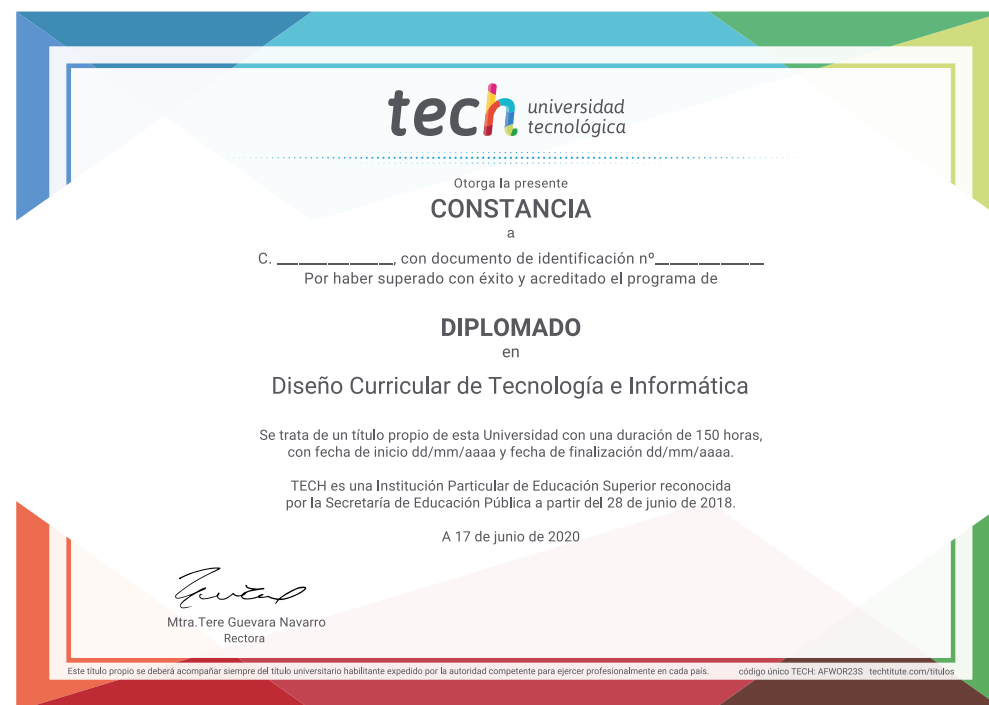 tech universidad
tecnológica
Otorga la presente
CONSTANCIA
a
C. ______________, con documento de identificación nº______________
Por haber superado con éxito y acreditado el programa de
DIPLOMADO
en
Diseño Curricular de Tecnología e Informática
Se trata de un título propio de esta Universidad con una duración de 150 horas,
con fecha de inicio dd/mm/aaaa y fecha de finalización dd/mm/aaaa.
TECH es una Institución Particular de Educación Superior reconocida
por la Secretaría de Educación Pública a partir del 28 de junio de 2018.
A 17 de junio de 2020
Mtra.Tere Guevara Navarro
Rectora
Este título propio se deberá acompañar siempre del título universitario habilitante expedido por la autoridad competente para ejercer profesionalmente en cada país. código único TECH: AFWOR23S techtitute.com/titulos